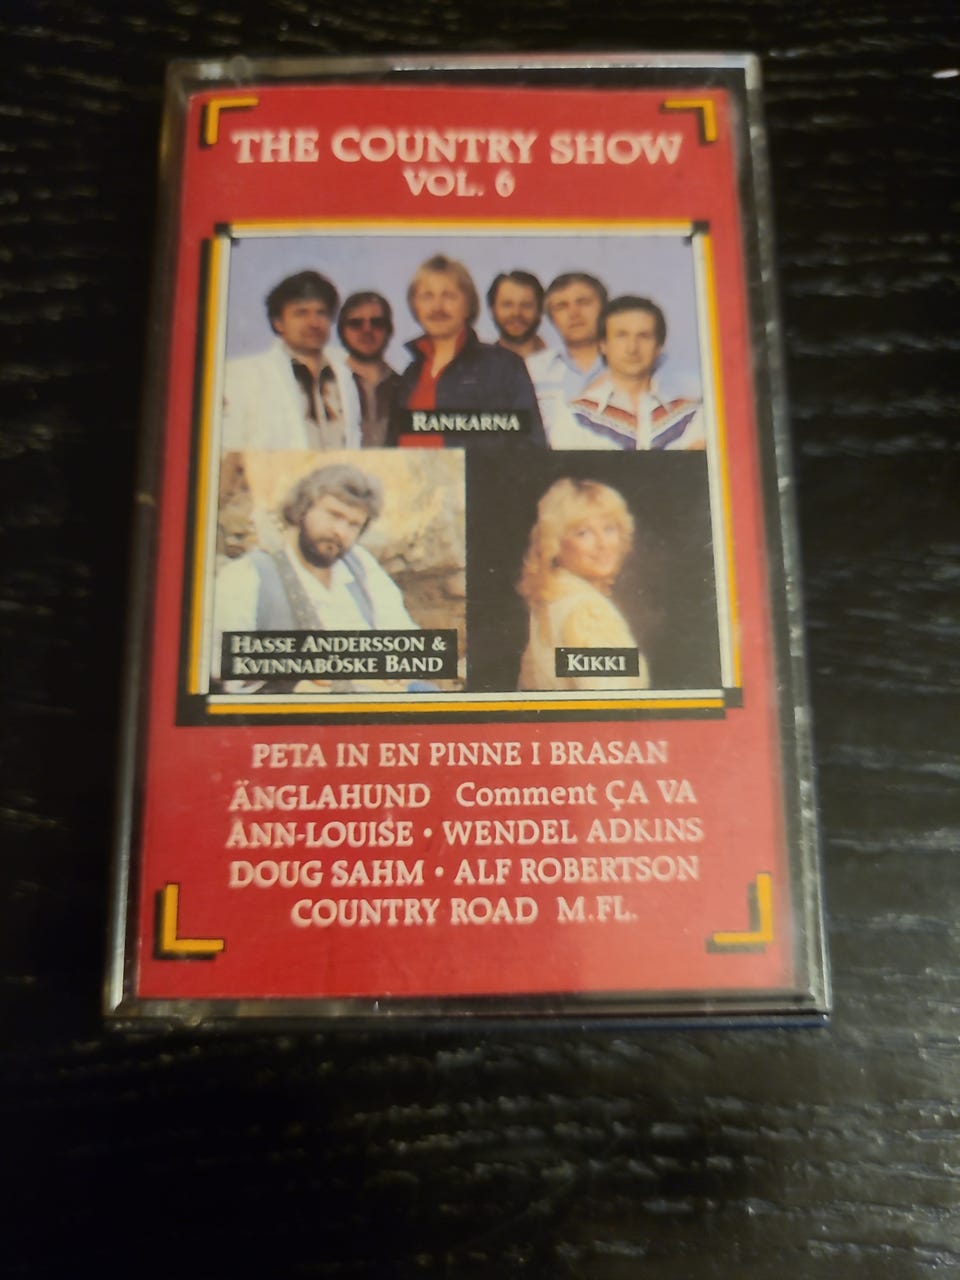 THE COUNTRY SHOW
VOL. 6
RANKARNA
HASSE ANDERSSON &
KVINNABÖSKE BAND
KIKKI
PETA IN EN PINNE I BRASAN
ÄNGLAHUND Comment ÇA VA
ANN-LOUISE • WENDEL ADKINS
DOUG SAHM • ALF ROBERTSON
COUNTRY ROAD M.FL.